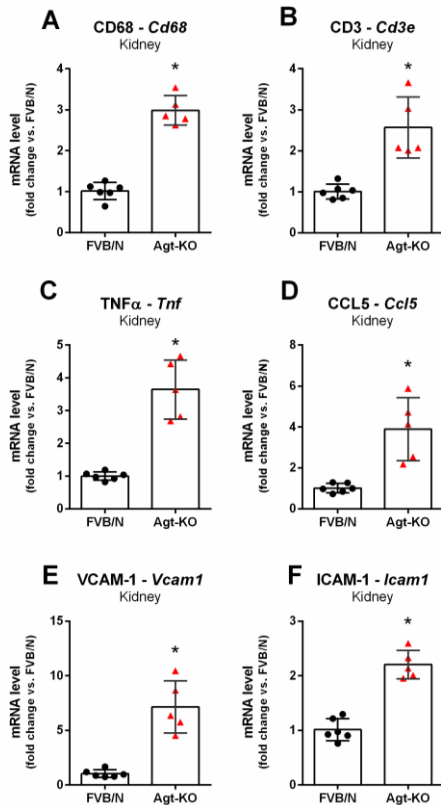 A
CD68 - Cd68
Kidney
*
mRNA level
(fold change vs. FVB/N)
4
3
2
1
0
FVB/N
Agt-KO
B
CD3 - Cd3e
Kidney
*
mRNA level
(fold change vs. FVB/N)
4
3
2
1
0
FVB/N
Agt-KO
C
TNFα - Tnf
Kidney
*
mRNA level
(fold change vs. FVB/N)
5
4
3
2
1
0
FVB/N
Agt-KO
D
CCL5 - Ccl5
Kidney
*
mRNA level
(fold change vs. FVB/N)
8
6
4
2
0
FVB/N
Agt-KO
E
VCAM-1 - Vcam1
Kidney
*
mRNA level
(fold change vs. FVB/N)
15
10
5
0
FVB/N
Agt-KO
F
ICAM-1 - Icam1
Kidney
*
mRNA level
(fold change vs. FVB/N)
3
2
1
0
FVB/N
Agt-KO